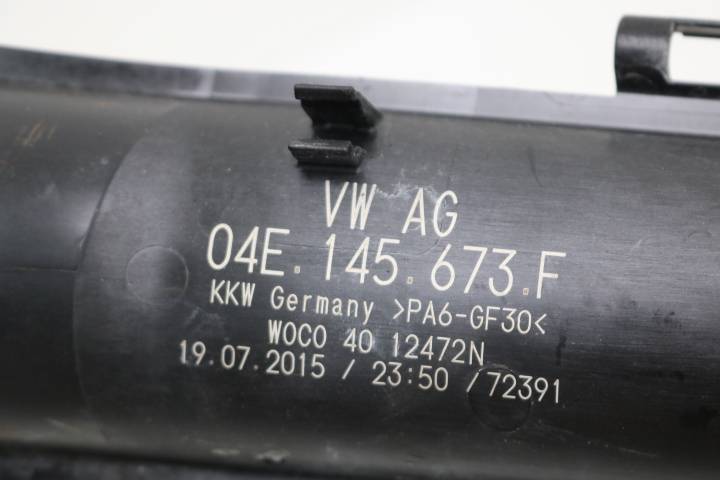 VW AG
04E.145.673.F
KKW Germany >PA6-GF30<
WOCO 40 12472N
19.07.2015 / 23:50 /72391